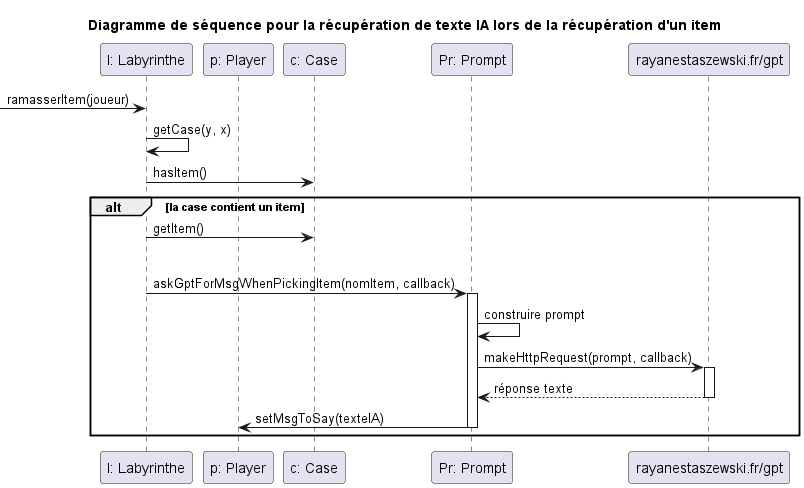 Diagramme de séquence pour la récupération de texte IA lors de la récupération d'un item
l: Labyrinthe p: Player c: Case Pr: Prompt rayanestaszewski.fr/gpt
ramasserItem(joueur)
getCase(y, x)
hasItem()
alt [la case contient un item]
getItem()
askGptForMsgWhenPickingItem(nomItem, callback)
construire prompt
makeHttpRequest(prompt, callback)
réponse texte
setMsgToSay(texteIA)
l: Labyrinthe p: Player c: Case Pr: Prompt rayanestaszewski.fr/gpt